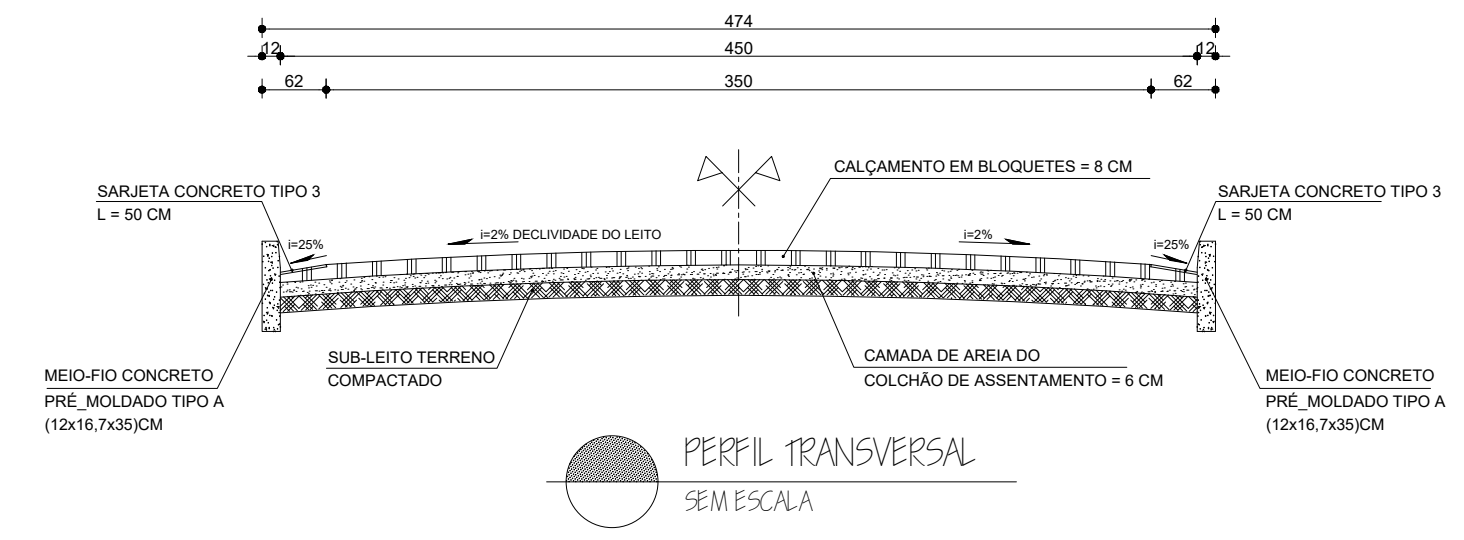 474
12
450
12
62
350
62
CALÇAMENTO EM BLOQUETES = 8 CM
SARJETA CONCRETO TIPO 3
L = 50 CM
SARJETA CONCRETO TIPO 3
L = 50 CM
i=25%
i=2% DECLIVIDADE DO LEITO
i=2%
i=25%
SUB-LEITO TERRENO
COMPACTADO
CAMADA DE AREIA DO
COLCHÃO DE ASSENTAMENTO = 6 CM
MEIO-FIO CONCRETO
PRÉ_MOLDADO TIPO A
(12x16,7x35)CM
MEIO-FIO CONCRETO
PRÉ_MOLDADO TIPO A
(12x16,7x35)CM
PERFIL TRANSVERSAL
SEM ESCALA